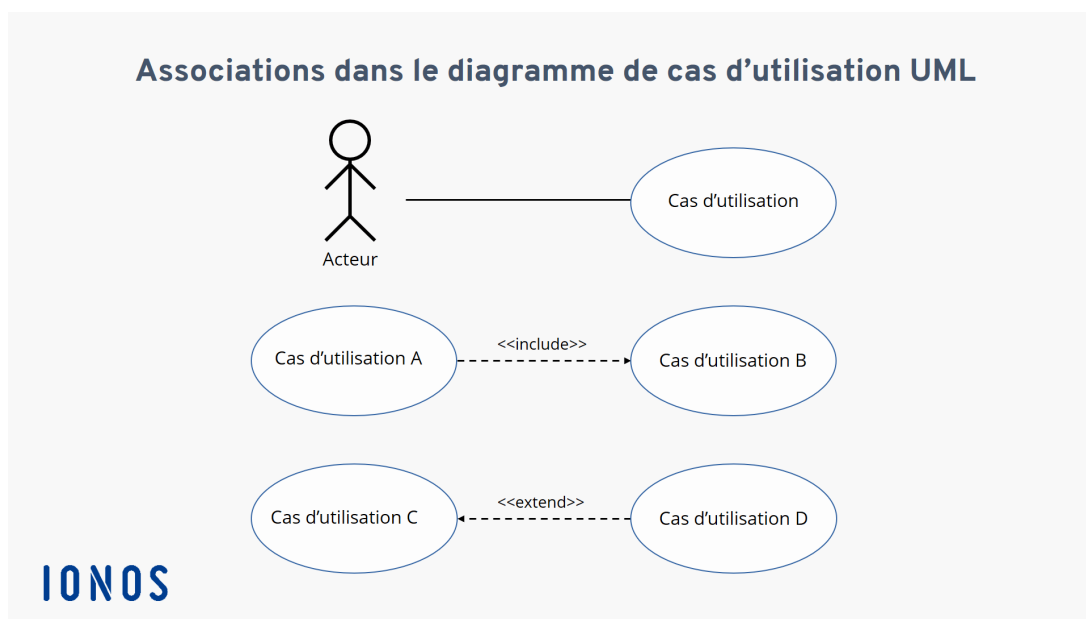 Associations dans le diagramme de cas d’utilisation UML
Cas d’utilisation
Acteur
<<include>>
Cas d’utilisation A
Cas d’utilisation B
<<extend>>
Cas d’utilisation C
Cas d’utilisation D
IONOS